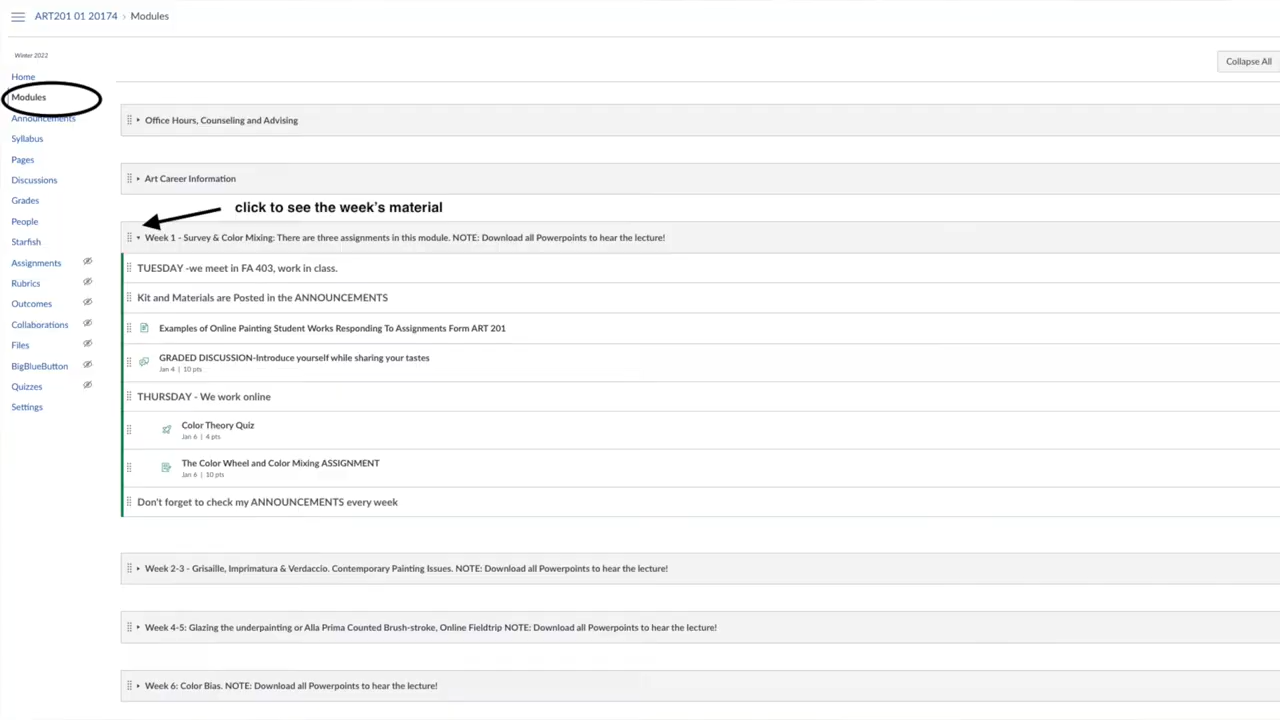 ART201 01 20174 › Modules
Winter 2022
Collapse All
Home
Modules
Announcements
Syllabus
Pages
Discussions
Grades
People
Starfish
Assignments
Rubrics
Outcomes
Collaborations
Files
BigBlueButton
Quizzes
Settings
Office Hours, Counseling and Advising
Art Career Information
click to see the week's material
Week 1 - Survey & Color Mixing: There are three assignments in this module. NOTE: Download all Powerpoints to hear the lecture!
TUESDAY -we meet in FA 403, work in class.
Kit and Materials are Posted in the ANNOUNCEMENTS
Examples of Online Painting Student Works Responding To Assignments Form ART 201
GRADED DISCUSSION-Introduce yourself while sharing your tastes
Jan 4 | 10 pts
THURSDAY - We work online
Color Theory Quiz
Jan 6 | 4 pts
The Color Wheel and Color Mixing ASSIGNMENT
Jan 6 | 10 pts
Don't forget to check my ANNOUNCEMENTS every week
Week 2-3 - Grisaille, Imprimatura & Verdaccio. Contemporary Painting Issues. NOTE: Download all Powerpoints to hear the lecture!
Week 4-5: Glazing the underpainting or Alla Prima Counted Brush-stroke, Online Fieldtrip NOTE: Download all Powerpoints to hear the lecture!
Week 6: Color Bias. NOTE: Download all Powerpoints to hear the lecture!